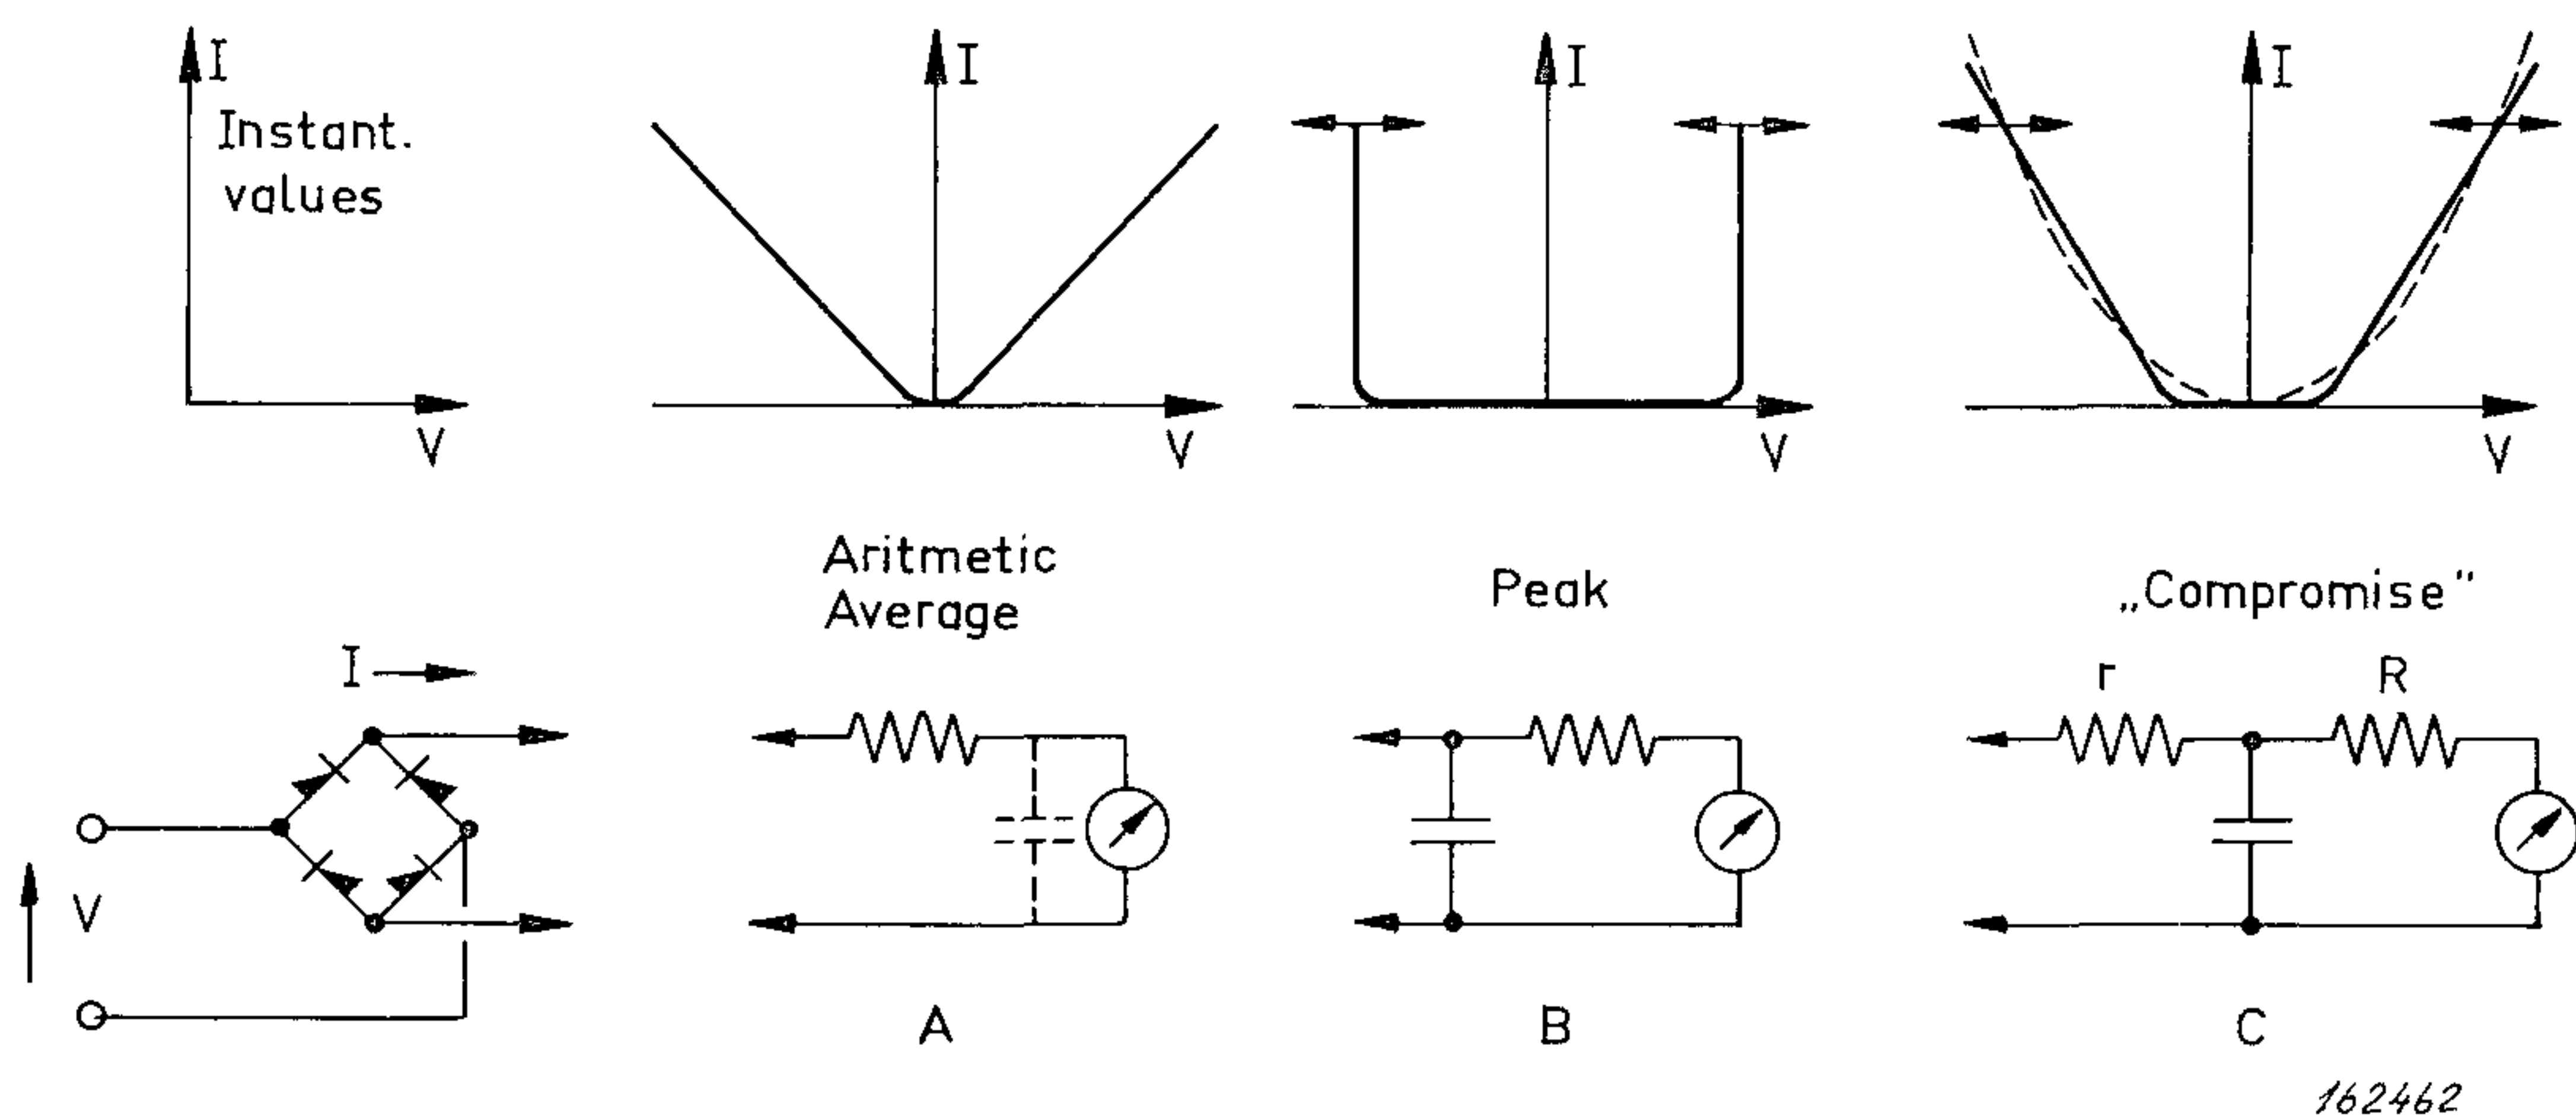 I
Instant.
values
V
I
V
I
V
I
V
Aritmetic
Average
Peak
„Compromise”
I
V
r
R
A
B
C
162462